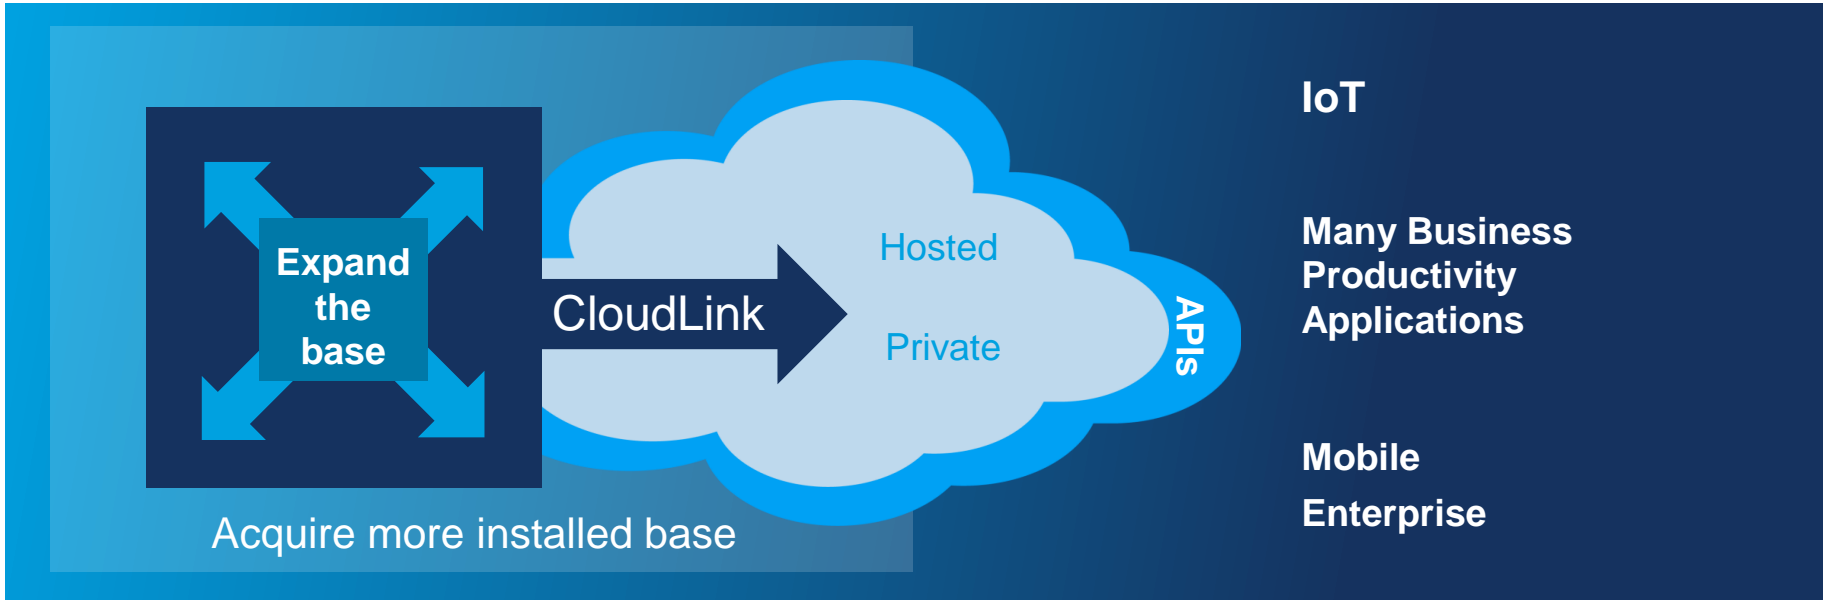 Expand
the
base
CloudLink
Hosted
Private
APIs
Acquire more installed base
IoT
Many Business
Productivity
Applications
Mobile
Enterprise